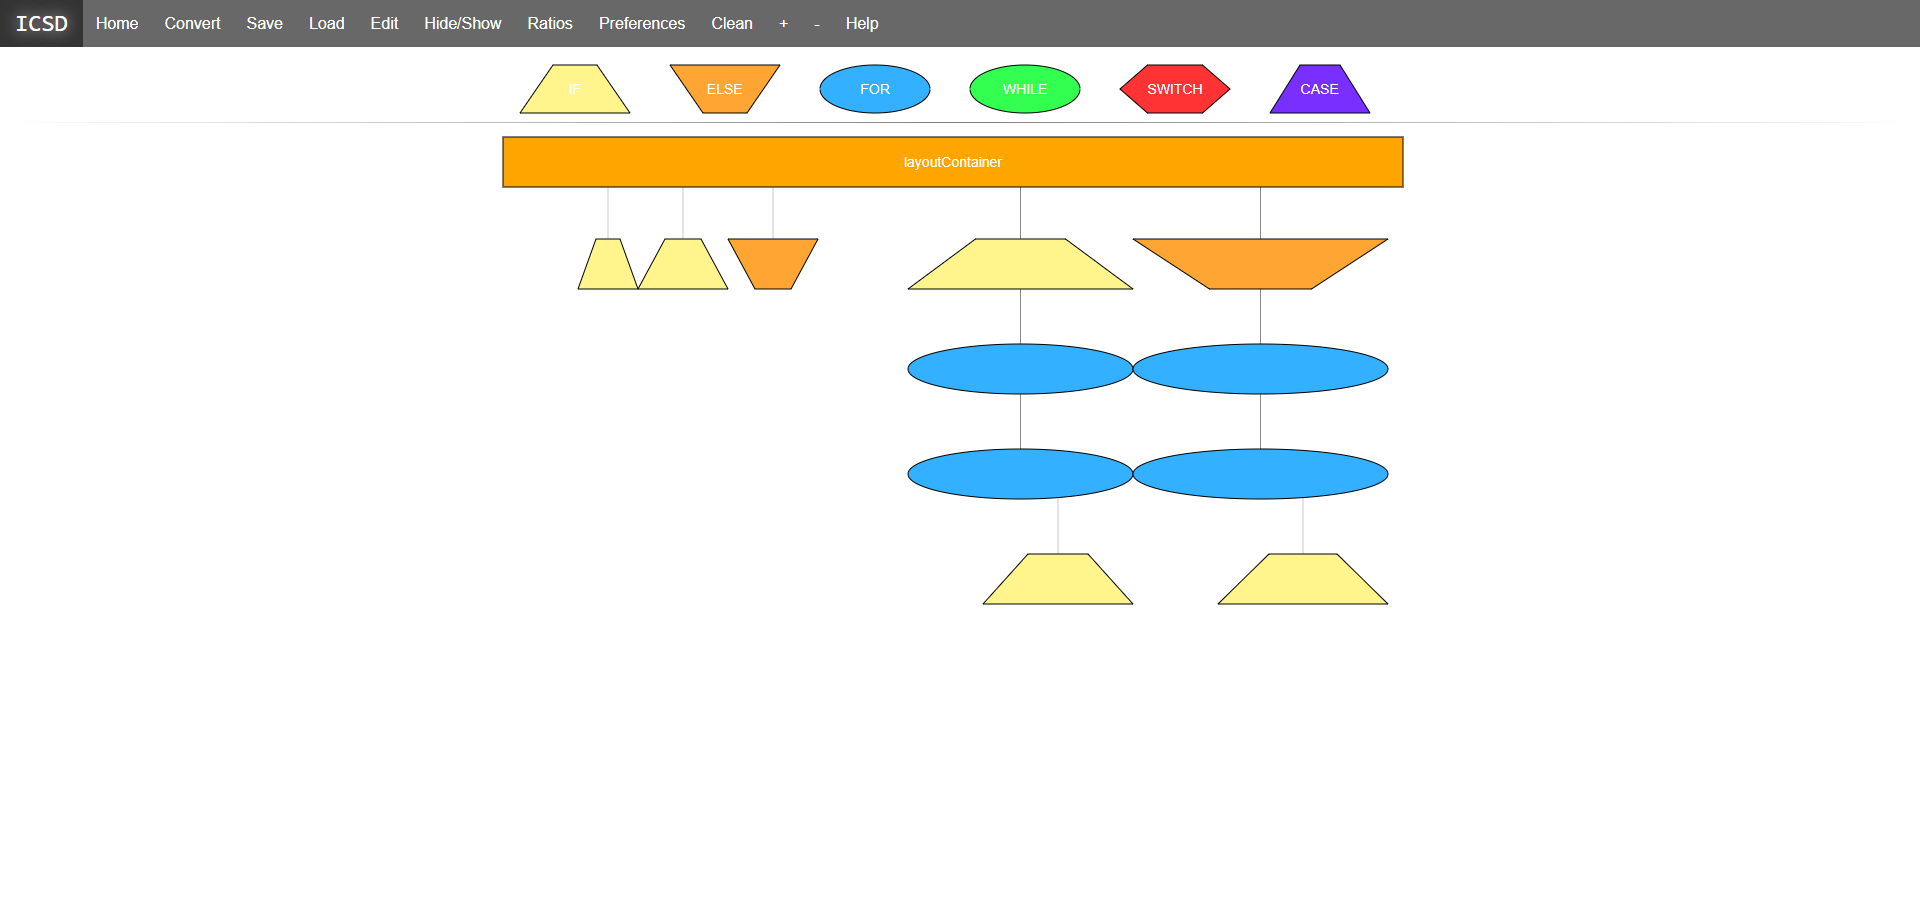 ICSD Home Convert Save Load Edit Hide/Show Ratios Preferences Clean + - Help
IF ELSE FOR WHILE SWITCH CASE
layoutContainer